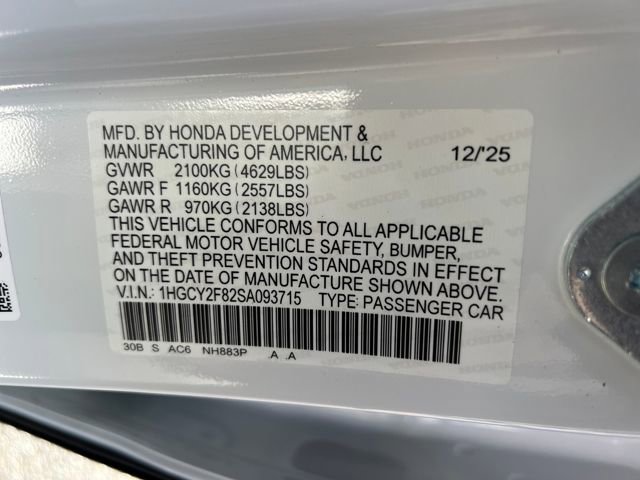 MFD. BY HONDA DEVELOPMENT &
MANUFACTURING OF AMERICA, LLC 12/'25
GVWR 2100KG (4629LBS)
GAWR F 1160KG (2557LBS)
GAWR R 970KG (2138LBS)
THIS VEHICLE CONFORMS TO ALL APPLICABLE
FEDERAL MOTOR VEHICLE SAFETY, BUMPER,
AND THEFT PREVENTION STANDARDS IN EFFECT
ON THE DATE OF MANUFACTURE SHOWN ABOVE.
V.I.N.: 1HGCY2F82SA093715 TYPE: PASSENGER CAR
30B S AC6 NH883P .A .A